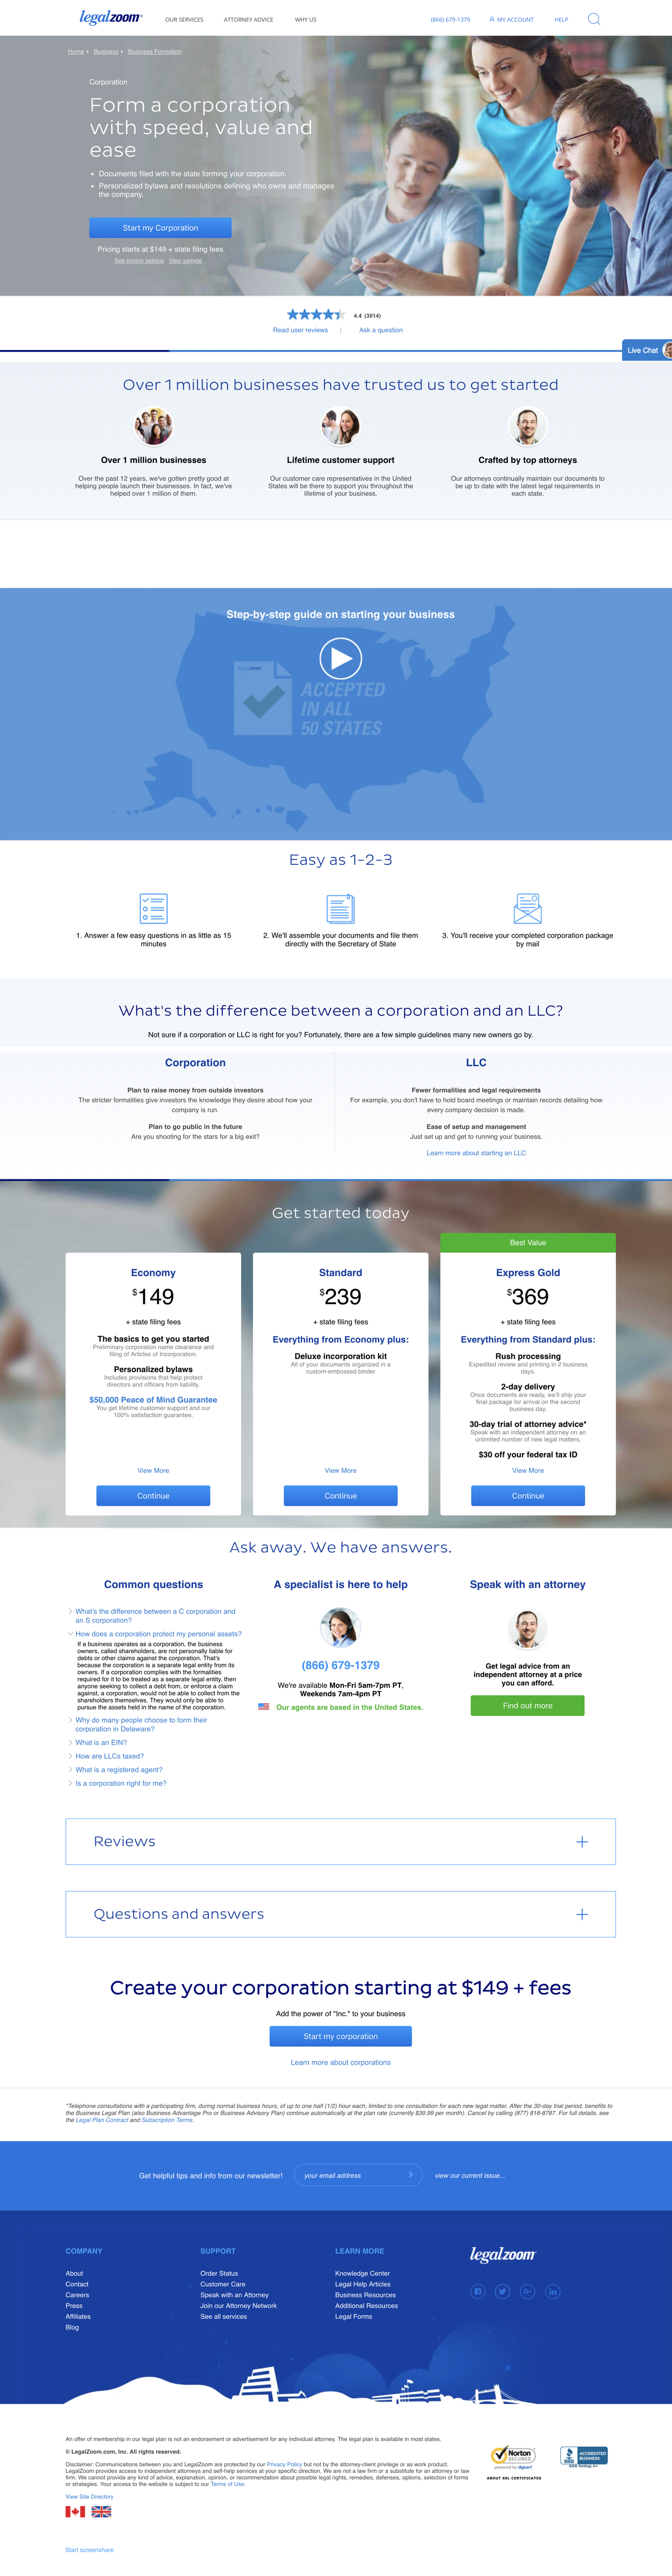 legalzoom
OUR SERVICES
ATTORNEY ADVICE
WHY US
(866) 679-1379
MY ACCOUNT
HELP
Home
Business
Business Formation
Corporation
Form a corporation
with speed, value and
ease
• Documents filed with the state forming your corporation.
• Personalized bylaws and resolutions defining who owns and manages
the company.
Start my Corporation
Pricing starts at $149 + state filing fees
See pricing options View sample
4.4 (3014)
Read user reviews | Ask a question
Live Chat
Over 1 million businesses have trusted us to get started
Over 1 million businesses
Over the past 12 years, we've gotten pretty good at
helping people launch their businesses. In fact, we've
helped over 1 million of them.
Lifetime customer support
Our customer care representatives in the United
States will be there to support you throughout the
lifetime of your business.
Crafted by top attorneys
Our attorneys continually maintain our documents to
be up to date with the latest legal requirements in
each state.
Step-by-step guide on starting your business
legalzoom
ACCEPTED
IN ALL
50 STATES
Easy as 1-2-3
1. Answer a few easy questions in as little as 15
minutes
2. We'll assemble your documents and file them
directly with the Secretary of State
3. You'll receive your completed corporation package
by mail
What's the difference between a corporation and an LLC?
Not sure if a corporation or LLC is right for you? Fortunately, there are a few simple guidelines many new owners go by.
Corporation
Plan to raise money from outside investors
The stricter formalities give investors the knowledge they desire about how your
company is run.
Plan to go public in the future
Are you shooting for the stars for a big exit?
LLC
Fewer formalities and legal requirements
For example, you don't have to hold board meetings or maintain records detailing how
every company decision is made.
Ease of setup and management
Just set up and get to running your business.
Learn more about starting an LLC
Get started today
Economy
$149
+ state filing fees
The basics to get you started
Preliminary corporation name clearance and
filing of Articles of Incorporation.
Personalized bylaws
Includes provisions that help protect
directors and officers from liability.
$50,000 Peace of Mind Guarantee
You get lifetime customer support and our
100% satisfaction guarantee.
View More
Continue
Standard
$239
+ state filing fees
Everything from Economy plus:
Deluxe incorporation kit
All of your documents organized in a
custom-embossed binder
View More
Continue
Best Value
Express Gold
$369
+ state filing fees
Everything from Standard plus:
Rush processing
Expedited review and printing in 2 business
days.
2-day delivery
Once documents are ready, we'll ship your
final package for arrival on the second
business day.
30-day trial of attorney advice*
Speak with an independent attorney on an
unlimited number of new legal matters.
$30 off your federal tax ID
View More
Continue
Ask away. We have answers.
Common questions
What's the difference between a C corporation and
an S corporation?
How does a corporation protect my personal assets?
If a business operates as a corporation, the business
owners, called shareholders, are not personally liable for
debts or other claims against the corporation. That's
because the corporation is a separate legal entity from its
owners. If a corporation complies with the formalities
required for it to be treated as a separate legal entity, then
anyone seeking to collect a debt from, or enforce a claim
against, a corporation may not be able to collect from the
shareholders themselves. They would only be able to
pursue the assets held in the name of the corporation.
Why do many people choose to form their
corporation in Delaware?
What is an EIN?
How are LLCs taxed?
What is a registered agent?
Is a corporation right for me?
A specialist is here to help
(866) 679-1379
We're available Mon-Fri 5am-7pm PT,
Weekends 7am-4pm PT
Our agents are based in the United States.
Speak with an attorney
Get legal advice from an
independent attorney at a price
you can afford.
Find out more
Reviews
Questions and answers
Create your corporation starting at $149 + fees
Add the power of "Inc." to your business
Start my corporation
Learn more about corporations
*Telephone consultations with a participating firm, during normal business hours, of up to one half (1/2) hour each, limited to one consultation for each new legal matter. After the 30-day trial period, benefits to
the Business Legal Plan (also Business Advantage Pro or Business Advisory Plan) continue automatically at the plan rate (currently $39.99 per month). Cancel by calling (877) 818-8787. For full details, see
the Legal Plan Contract and Subscription Terms.
Get helpful tips and info from our newsletter!
your email address
view our current issue...
COMPANY
About
Contact
Careers
Press
Affiliates
Blog
SUPPORT
Order Status
Customer Care
Speak with an Attorney
Join our Attorney Network
See all services
LEARN MORE
Knowledge Center
Legal Help Articles
Business Resources
Additional Resources
Legal Forms
legalzoom
An offer of membership in our legal plan is not an endorsement or advertisement for any individual attorney. The legal plan is available in most states.
© LegalZoom.com, Inc. All rights reserved.
Disclaimer: Communications between you and LegalZoom are protected by our Privacy Policy but not by the attorney-client privilege or as work product.
LegalZoom provides access to independent attorneys and self-help services at your specific direction. We are not a law firm or a substitute for an attorney or law
firm. We cannot provide any kind of advice, explanation, opinion, or recommendation about possible legal rights, remedies, defenses, options, selection of forms
or strategies. Your access to the website is subject to our Terms of Use.
Norton
SECURED
powered by digicert
ABOUT SSL CERTIFICATES
BBB
ACCREDITED
BUSINESS
BBB Rating: A+
View Site Directory
Start screenshare